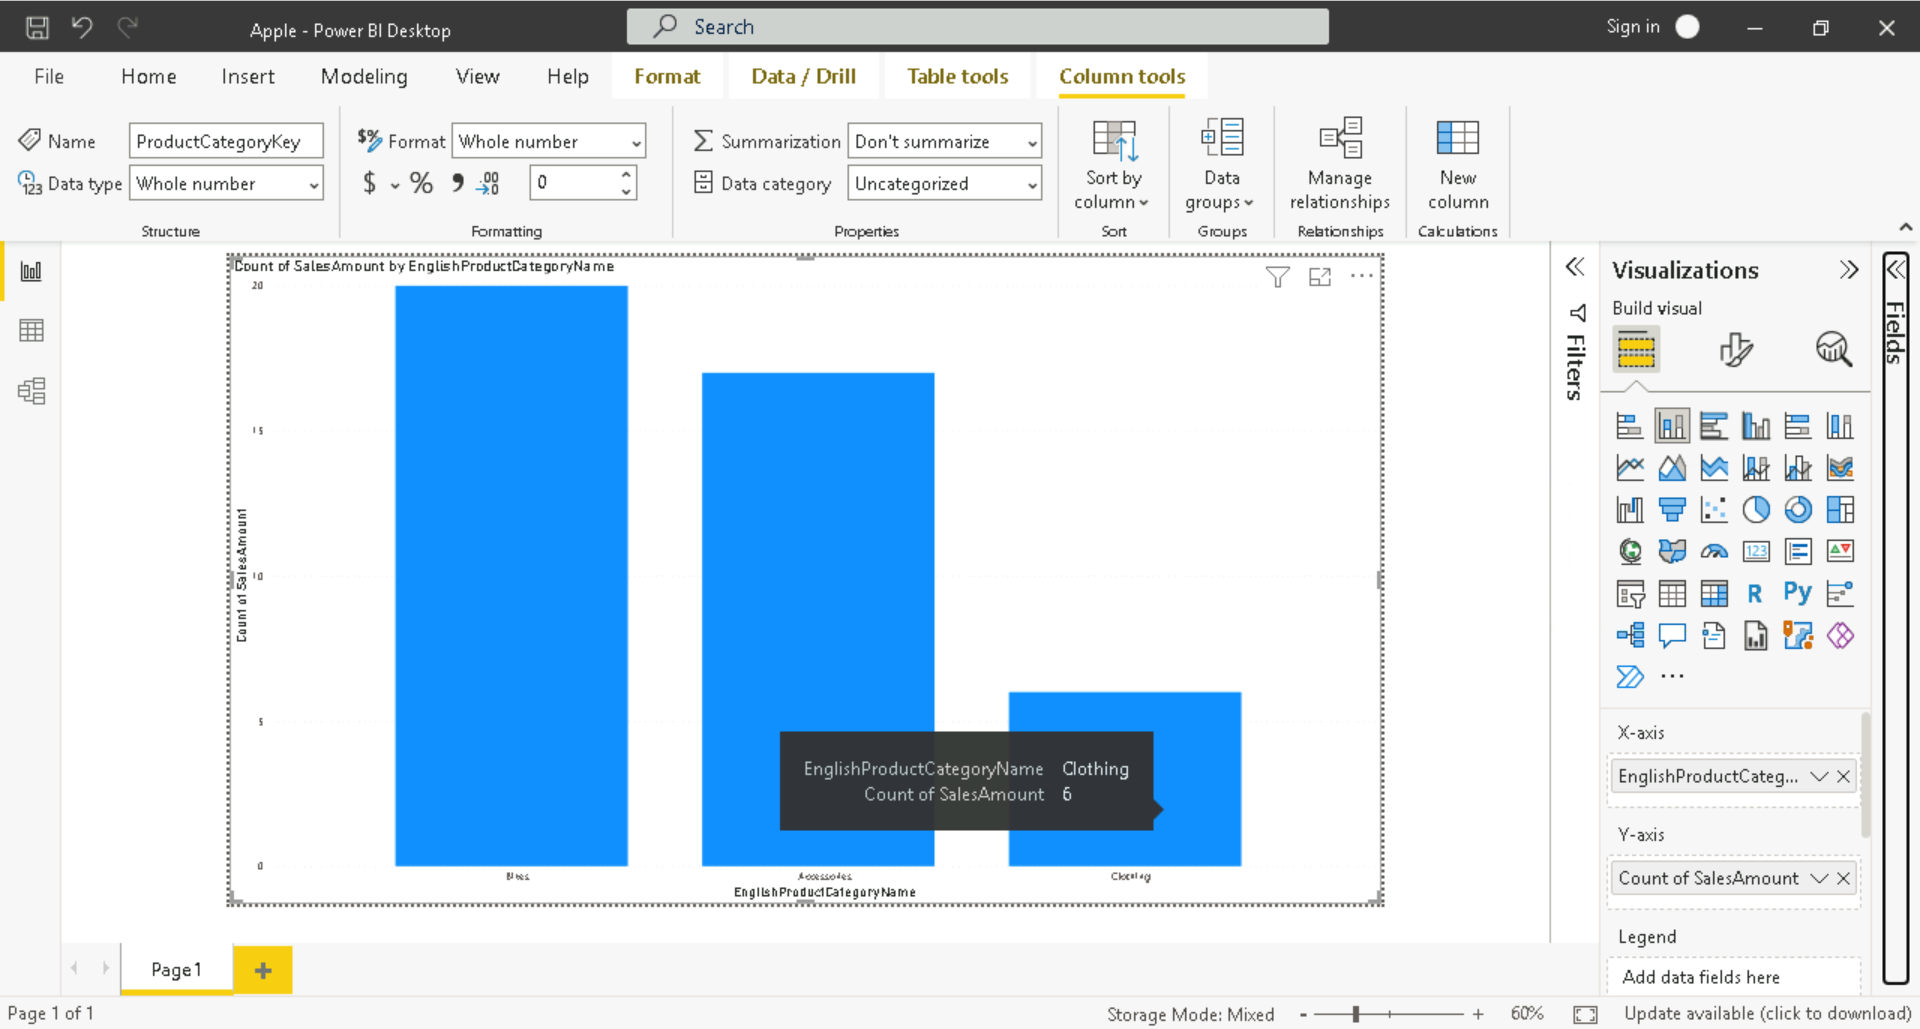 Apple - Power BI Desktop
Search
Sign in
File Home Insert Modeling View Help Format Data / Drill Table tools Column tools
Name ProductCategoryKey
Data type Whole number
Structure
Format Whole number
$ % 0
Formatting
Summarization Don't summarize
Data category Uncategorized
Properties
Sort by
column
Sort
Data
groups
Groups
Manage
relationships
Relationships
New
column
Calculations
Count of SalesAmount by EnglishProductCategoryName
20
15
10
5
0
Count of SalesAmount
Bikes Accessories Clothing
EnglishProductCategoryName
EnglishProductCategoryName Clothing
Count of SalesAmount 6
Filters
Visualizations
Build visual
123
R Py
X-axis
EnglishProductCateg...
Y-axis
Count of SalesAmount
Legend
Add data fields here
Fields
Page1
Page 1 of 1
Storage Mode: Mixed
- +
60%
Update available (click to download)